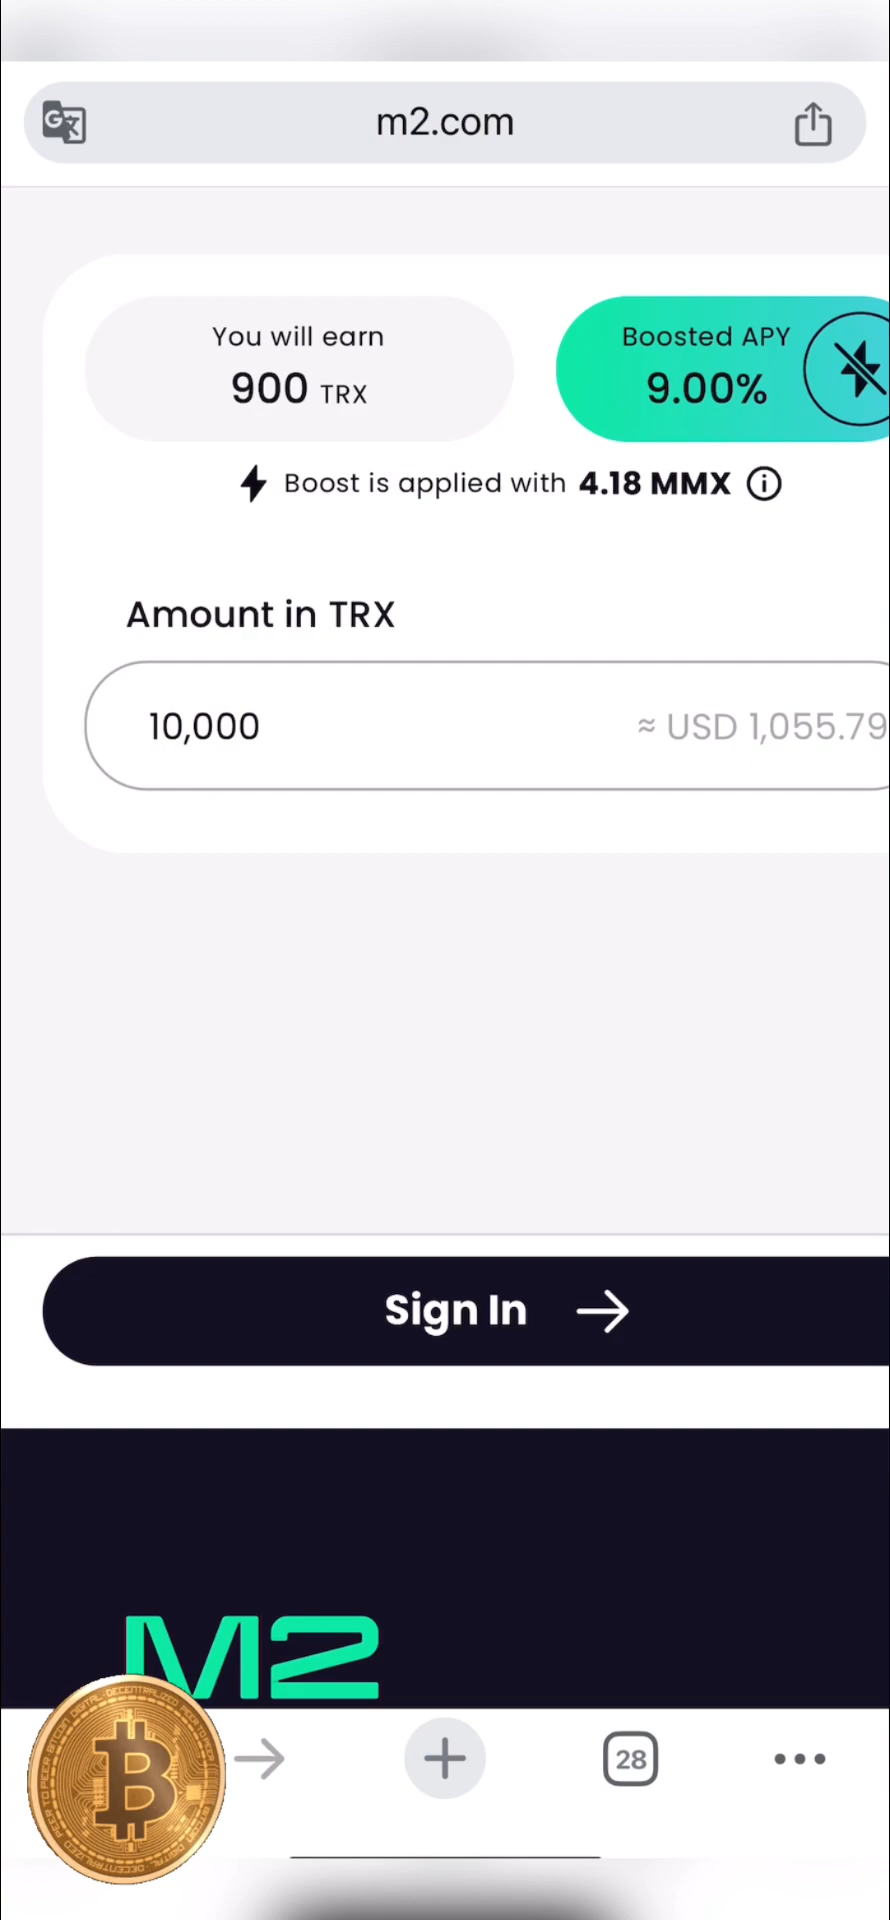 m2.com
You will earn
900 TRX
Boosted APY
9.00%
Boost is applied with 4.18 MMX
Amount in TRX
10,000 ≈ USD 1,055.79
Sign In
M2
28